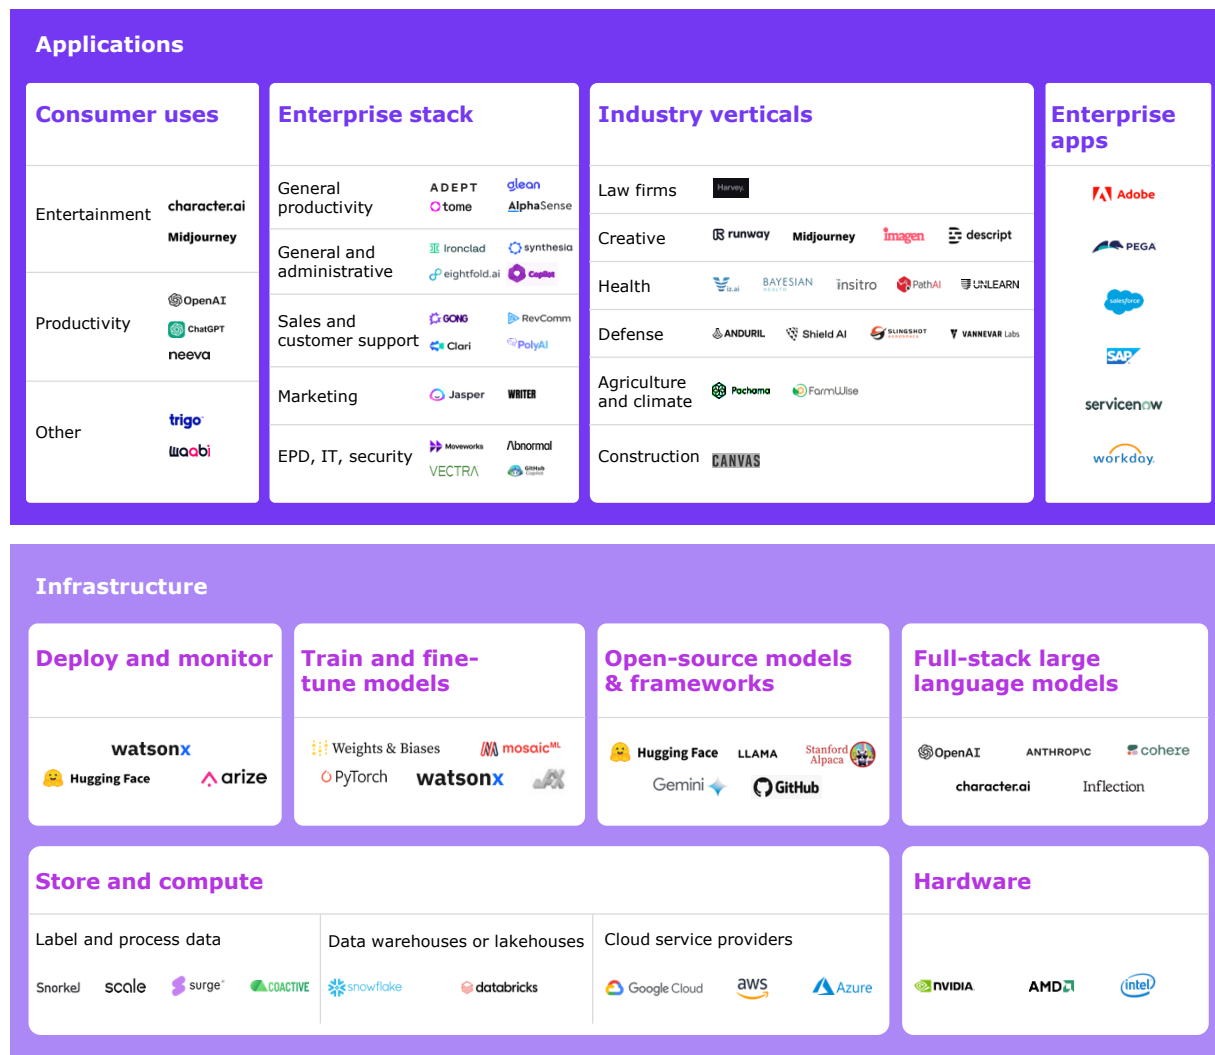 Applications
Consumer uses
Entertainment
character.ai
Midjourney
Productivity
OpenAI
ChatGPT
neeva
Other
trigo
waabi
Enterprise stack
General
productivity
ADEPT
glean
tome
AlphaSense
General and
administrative
Ironclad
synthesia
eightfold.ai
Copilot
Sales and
customer support
GONG
RevComm
Clari
PolyAI
Marketing
Jasper
WRITER
EPD, IT, security
Moveworks
Abnormal
VECTRA
GitHub
Copilot
Industry verticals
Law firms
Harvey.
Creative
runway
Midjourney
imagen
descript
Health
Viz.ai
BAYESIAN
HEALTH
insitro
PathAI
UNLEARN
Defense
ANDURIL
Shield AI
SLINGSHOT
AEROSPACE
VANNEVAR Labs
Agriculture
and climate
Pachama
FarmWise
Construction
CANVAS
Enterprise
apps
Adobe
PEGA
salesforce
SAP
servicenow
workday.
Infrastructure
Deploy and monitor
watsonx
Hugging Face
arize
Train and fine-
tune models
Weights & Biases
mosaicML
PyTorch
watsonx
JAX
Open-source models
& frameworks
Hugging Face
LLAMA
Stanford
Alpaca
Gemini
GitHub
Full-stack large
language models
OpenAI
ANTHROP\C
cohere
character.ai
Inflection
Store and compute
Label and process data
Snorkel
scale
surge
COACTIVE
Data warehouses or lakehouses
snowflake
databricks
Cloud service providers
Google Cloud
aws
Azure
Hardware
NVIDIA
AMD
intel